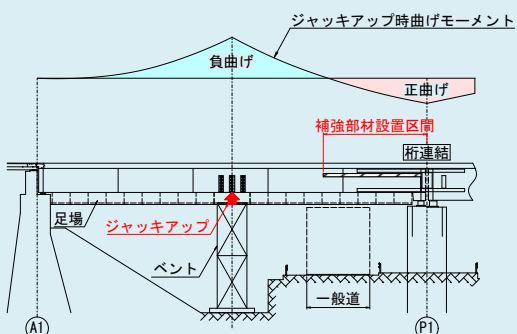 ジャッキアップ時曲げモーメント
負曲げ
正曲げ
補強部材設置区間
桁連結
足場
ジャッキアップ
ベント
一般道
A1
P1